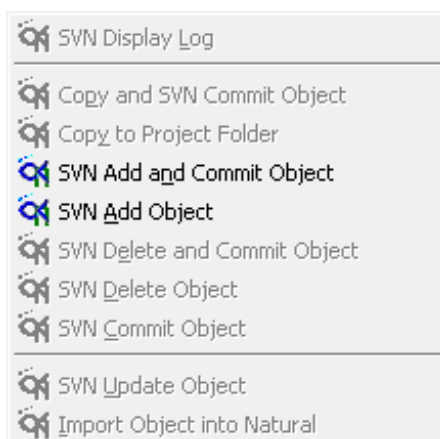 SVN Display Log
Copy and SVN Commit Object
Copy to Project Folder
SVN Add and Commit Object
SVN Add Object
SVN Delete and Commit Object
SVN Delete Object
SVN Commit Object
SVN Update Object
Import Object into Natural